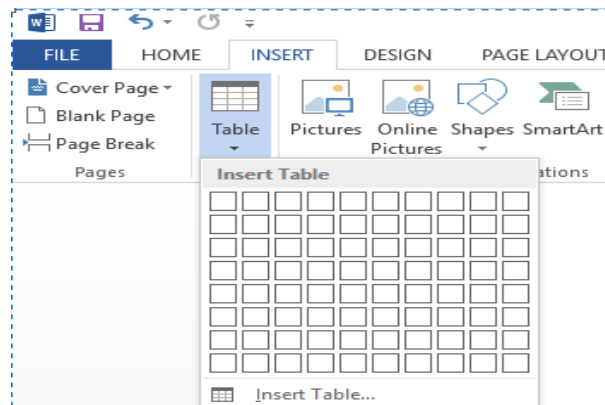 FILE HOME INSERT DESIGN PAGE LAYOUT
Cover Page
Blank Page
Page Break
Pages
Table
Pictures
Online Pictures
Shapes
SmartArt
Insert Table
Insert Table...